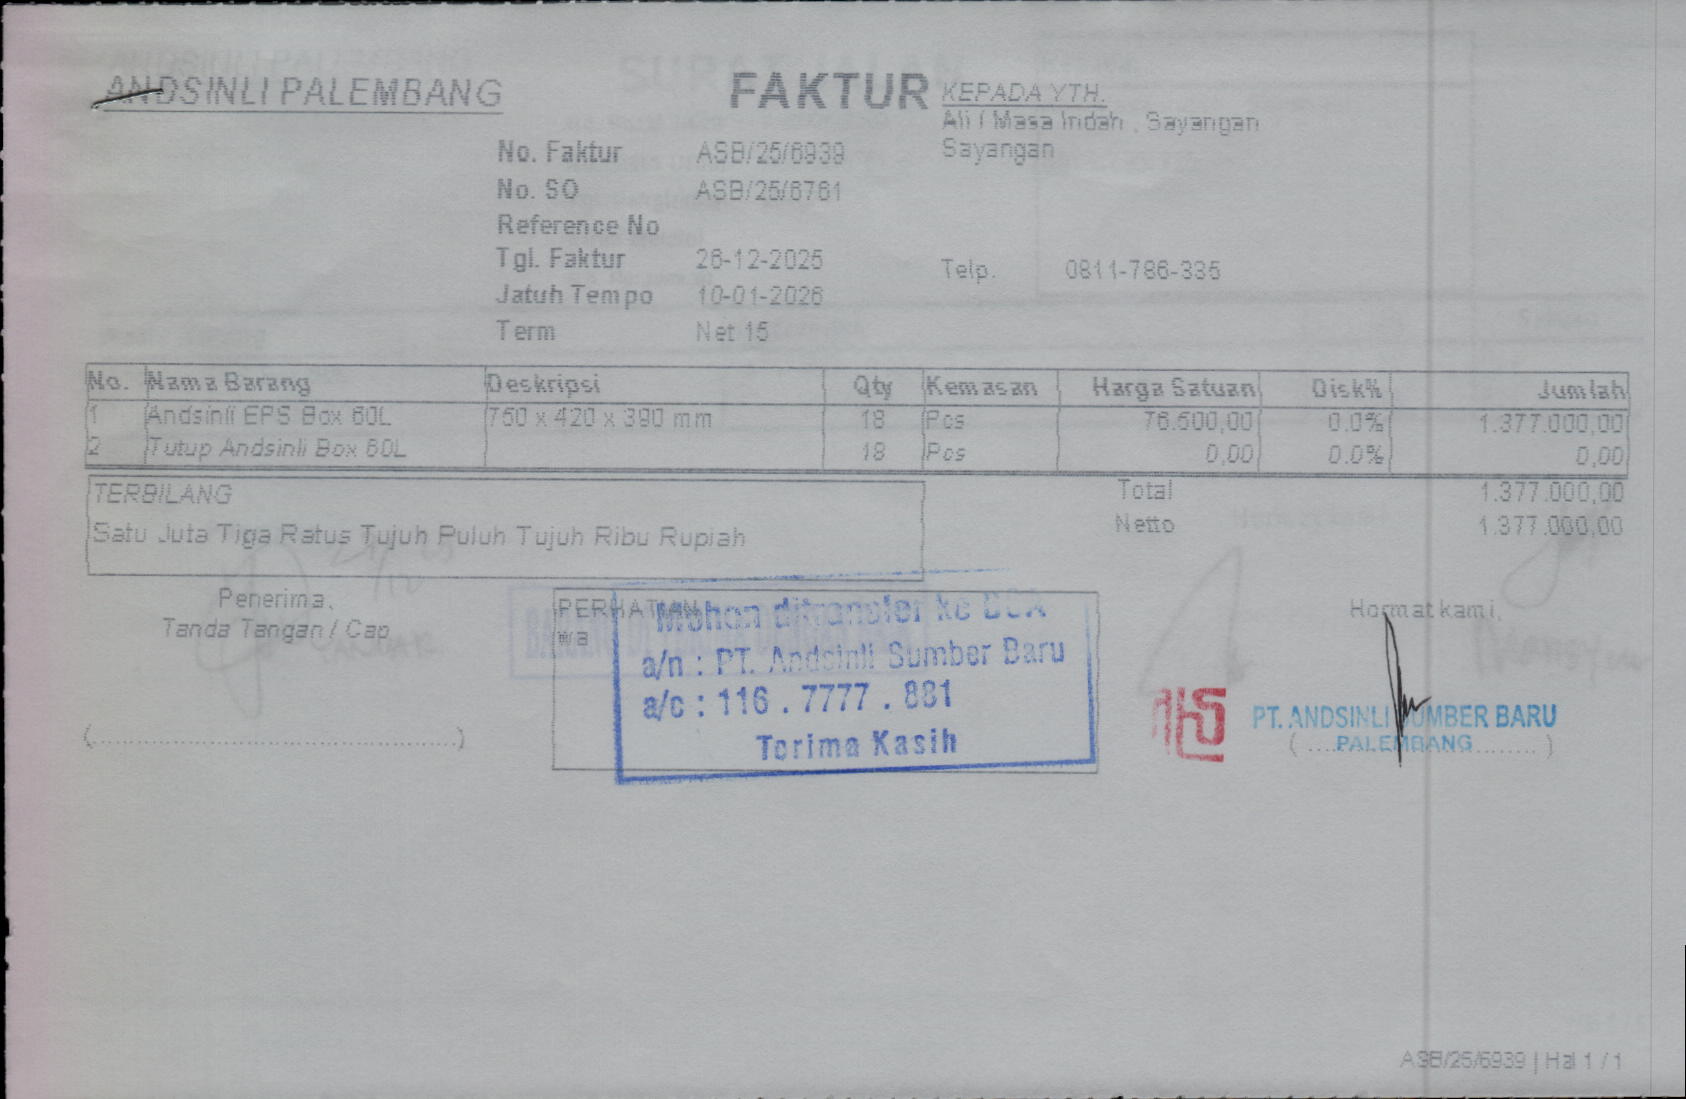 ANDSINLI PALEMBANG
FAKTUR
KEPADA YTH.
Ali / Masa Indah , Sayangan
Sayangan
No. Faktur ASB/25/6939
No. SO ASB/25/6761
Reference No
Tgl. Faktur 26-12-2025
Telp. 0811-786-335
Jatuh Tempo 10-01-2026
Term Net 15
No. Nama Barang Deskripsi Qty Kemasan Harga Satuan Disk% Jumlah
1 Andsinli EPS Box 60L 750 x 420 x 390 mm 18 Pcs 76.500,00 0.0% 1.377.000,00
2 Tutup Andsinli Box 60L 18 Pcs 0,00 0.0% 0,00
TERBILANG
Satu Juta Tiga Ratus Tujuh Puluh Tujuh Ribu Rupiah
Total 1.377.000,00
Netto 1.377.000,00
Penerima,
Tanda Tangan / Cap
(..............................................)
PERHATIAN
wa
Mohon ditransfer ke BCA
a/n : PT. Andsinli Sumber Baru
a/c : 116 . 7777 . 881
Terima Kasih
Hormat kami,
PT. ANDSINLI SUMBER BARU
( ....PALEMBANG........ )
ASB/25/6939 | Hal 1 / 1